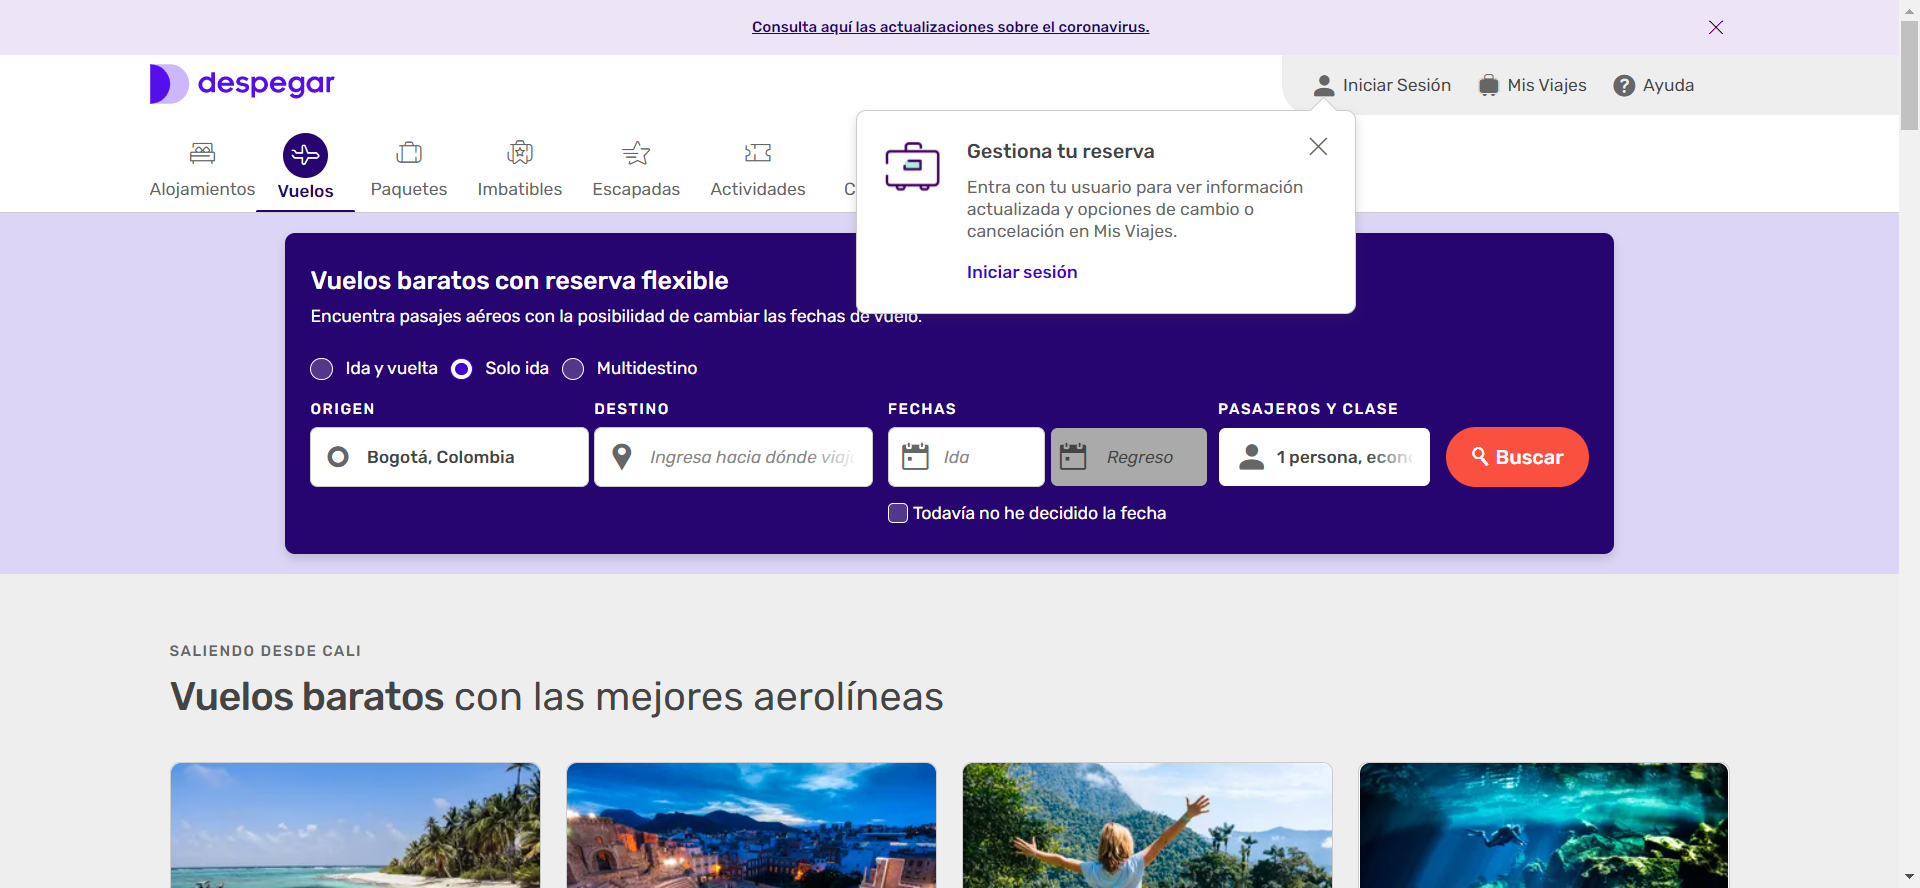 Consulta aquí las actualizaciones sobre el coronavirus.
despegar
Iniciar Sesión
Mis Viajes
Ayuda
Alojamientos
Vuelos
Paquetes
Imbatibles
Escapadas
Actividades
C
Gestiona tu reserva
Entra con tu usuario para ver información
actualizada y opciones de cambio o
cancelación en Mis Viajes.
Iniciar sesión
Vuelos baratos con reserva flexible
Encuentra pasajes aéreos con la posibilidad de cambiar las fechas de vuelo.
Ida y vuelta
Solo ida
Multidestino
ORIGEN
DESTINO
FECHAS
PASAJEROS Y CLASE
Bogotá, Colombia
Ingresa hacia dónde viaj
Ida
Regreso
1 persona, econ
Buscar
Todavía no he decidido la fecha
SALIENDO DESDE CALI
Vuelos baratos con las mejores aerolíneas